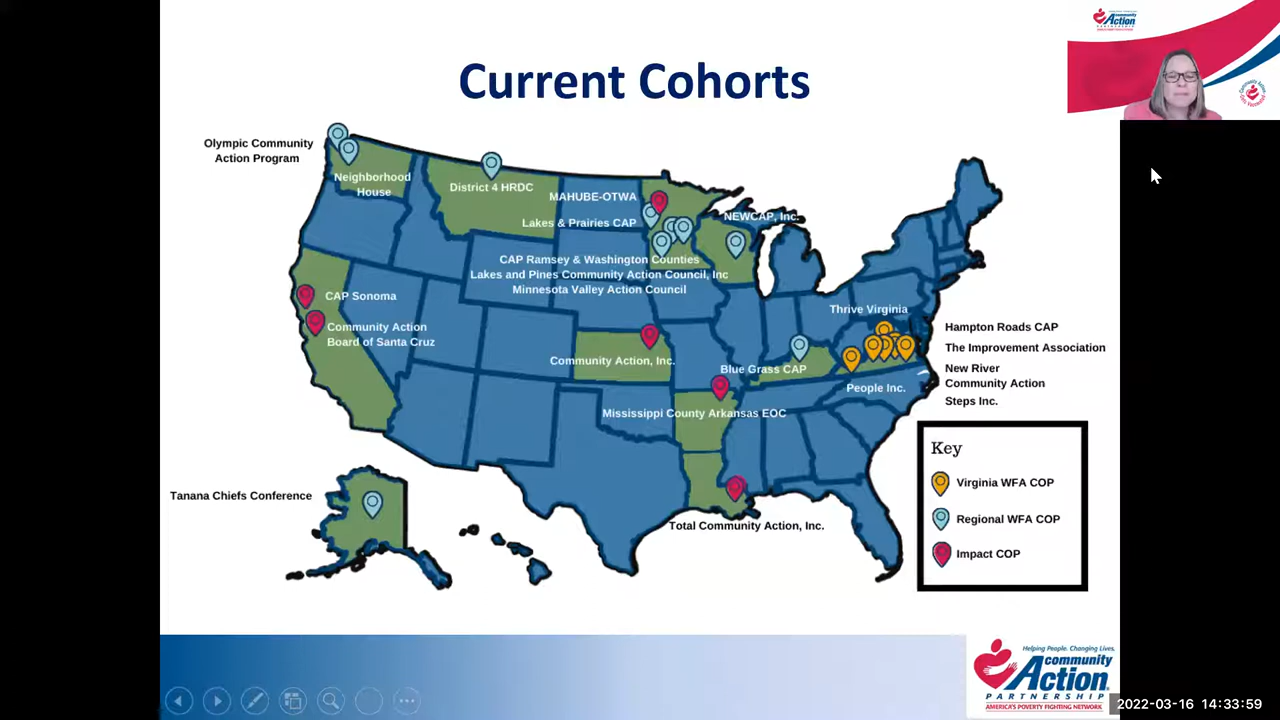 Current Cohorts
community
Action
PARTNERSHIP
Olympic Community
Action Program
Neighborhood
House
District 4 HRDC
MAHUBE-OTWA
Lakes & Prairies CAP
NEWCAP, Inc.
CAP Ramsey & Washington Counties
Lakes and Pines Community Action Council, Inc
Minnesota Valley Action Council
CAP Sonoma
Community Action
Board of Santa Cruz
Community Action, Inc.
Blue Grass CAP
Mississippi County Arkansas EOC
Thrive Virginia
People Inc.
Hampton Roads CAP
The Improvement Association
New River
Community Action
Steps Inc.
Tanana Chiefs Conference
Total Community Action, Inc.
Key
Virginia WFA COP
Regional WFA COP
Impact COP
Helping People. Changing Lives.
community
Action
PARTNERSHIP
AMERICA'S POVERTY FIGHTING NETWORK
2022-03-16 14:33:59